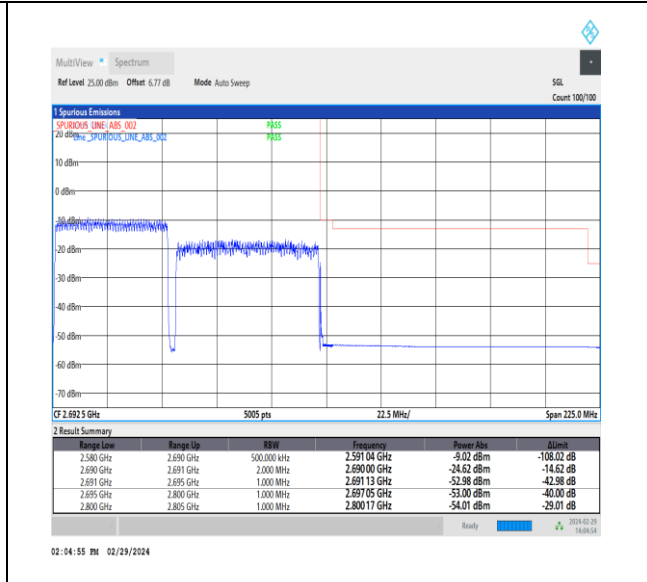 MultiView Spectrum
Ref Level 25.00 dBm Offset 6.77 dB Mode Auto Sweep SGL
Count 100/100
1 Spurious Emissions
SPURIOUS_LINE_ABS_002 PASS
20 dBm Line _SPURIOUS_LINE_ABS_002 PASS
10 dBm
0 dBm
-10 dBm
-20 dBm
-30 dBm
-40 dBm
-50 dBm
-60 dBm
-70 dBm
CF 2.692 5 GHz 5005 pts 22.5 MHz/ Span 225.0 MHz
2 Result Summary
Range Low Range Up RBW Frequency Power Abs ΔLimit
2.580 GHz 2.690 GHz 500.000 kHz 2.591 04 GHz -9.02 dBm -108.02 dB
2.690 GHz 2.691 GHz 2.000 MHz 2.690 00 GHz -24.62 dBm -14.62 dB
2.691 GHz 2.695 GHz 1.000 MHz 2.691 13 GHz -52.98 dBm -42.98 dB
2.695 GHz 2.800 GHz 1.000 MHz 2.697 05 GHz -53.00 dBm -40.00 dB
2.800 GHz 2.805 GHz 1.000 MHz 2.800 17 GHz -54.01 dBm -29.01 dB
Ready 2024-02-29
14:04:54
02:04:55 PM 02/29/2024